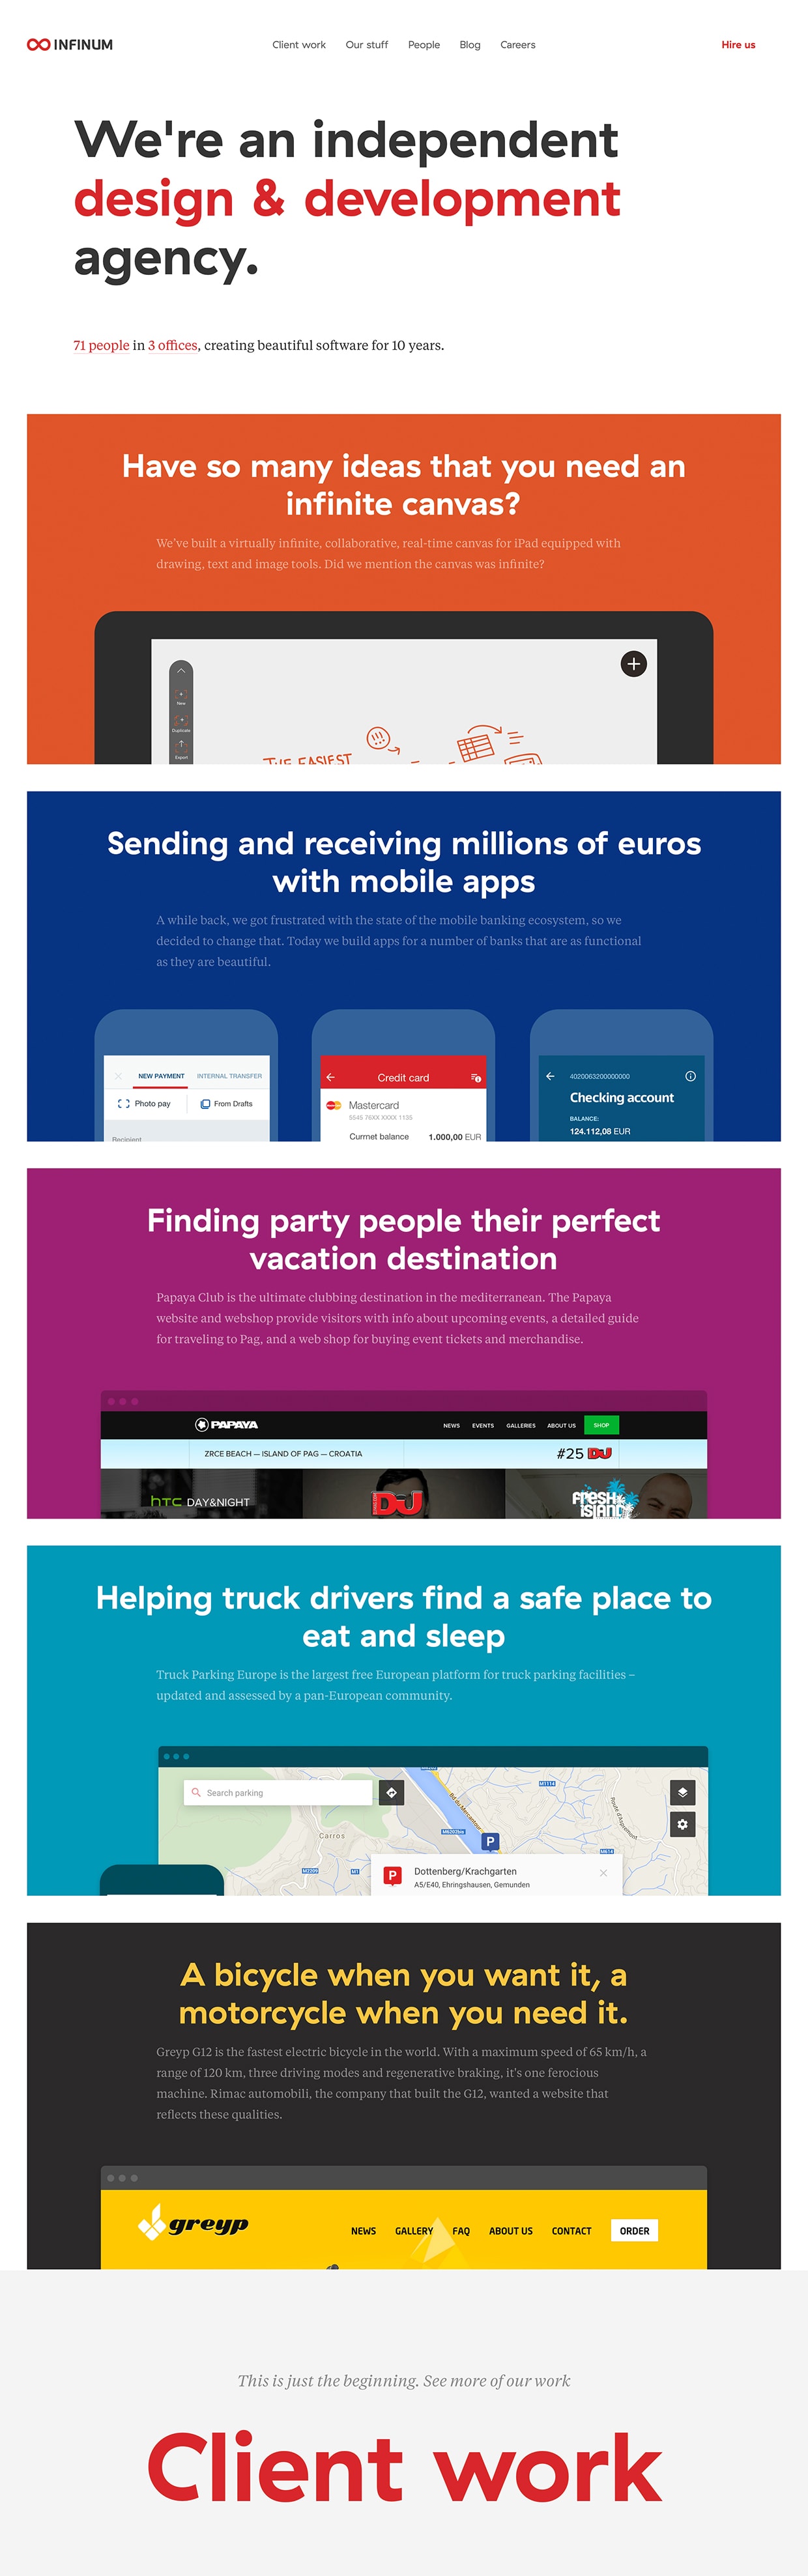 INFINUM
Client work
Our stuff
People
Blog
Careers
Hire us
We're an independent
design & development
agency.
71 people in 3 offices, creating beautiful software for 10 years.
Have so many ideas that you need an
infinite canvas?
We've built a virtually infinite, collaborative, real-time canvas for iPad equipped with
drawing, text and image tools. Did we mention the canvas was infinite?
New
Duplicate
Export
THE EASIEST
Sending and receiving millions of euros
with mobile apps
A while back, we got frustrated with the state of the mobile banking ecosystem, so we
decided to change that. Today we build apps for a number of banks that are as functional
as they are beautiful.
NEW PAYMENT
INTERNAL TRANSFER
Photo pay
From Drafts
Recipient
Credit card
Mastercard
5545 76XX XXXX 1155
Curmet balance 1.000,00 EUR
4020063200000000
Checking account
BALANCE:
124.112,08 EUR
Finding party people their perfect
vacation destination
Papaya Club is the ultimate clubbing destination in the mediterranean. The Papaya
website and webshop provide visitors with info about upcoming events, a detailed guide
for traveling to Pag, and a web shop for buying event tickets and merchandise.
PAPAYA
NEWS
EVENTS
GALLERIES
ABOUT US
SHOP
ZRCE BEACH — ISLAND OF PAG — CROATIA
#25 DJ
htc DAY&NIGHT
DJ
FRESH
ISLAND
Helping truck drivers find a safe place to
eat and sleep
Truck Parking Europe is the largest free European platform for truck parking facilities –
updated and assessed by a pan-European community.
Search parking
M6202bis
Bd du Mercantour
Route d'Aiguemont
Carros
P
P
Dottenberg/Krachgarten
A5/E40, Ehringshausen, Gemunden
A bicycle when you want it, a
motorcycle when you need it.
Greyp G12 is the fastest electric bicycle in the world. With a maximum speed of 65 km/h, a
range of 120 km, three driving modes and regenerative braking, it's one ferocious
machine. Rimac automobili, the company that built the G12, wanted a website that
reflects these qualities.
greyp
NEWS
GALLERY
FAQ
ABOUT US
CONTACT
ORDER
This is just the beginning. See more of our work
Client work